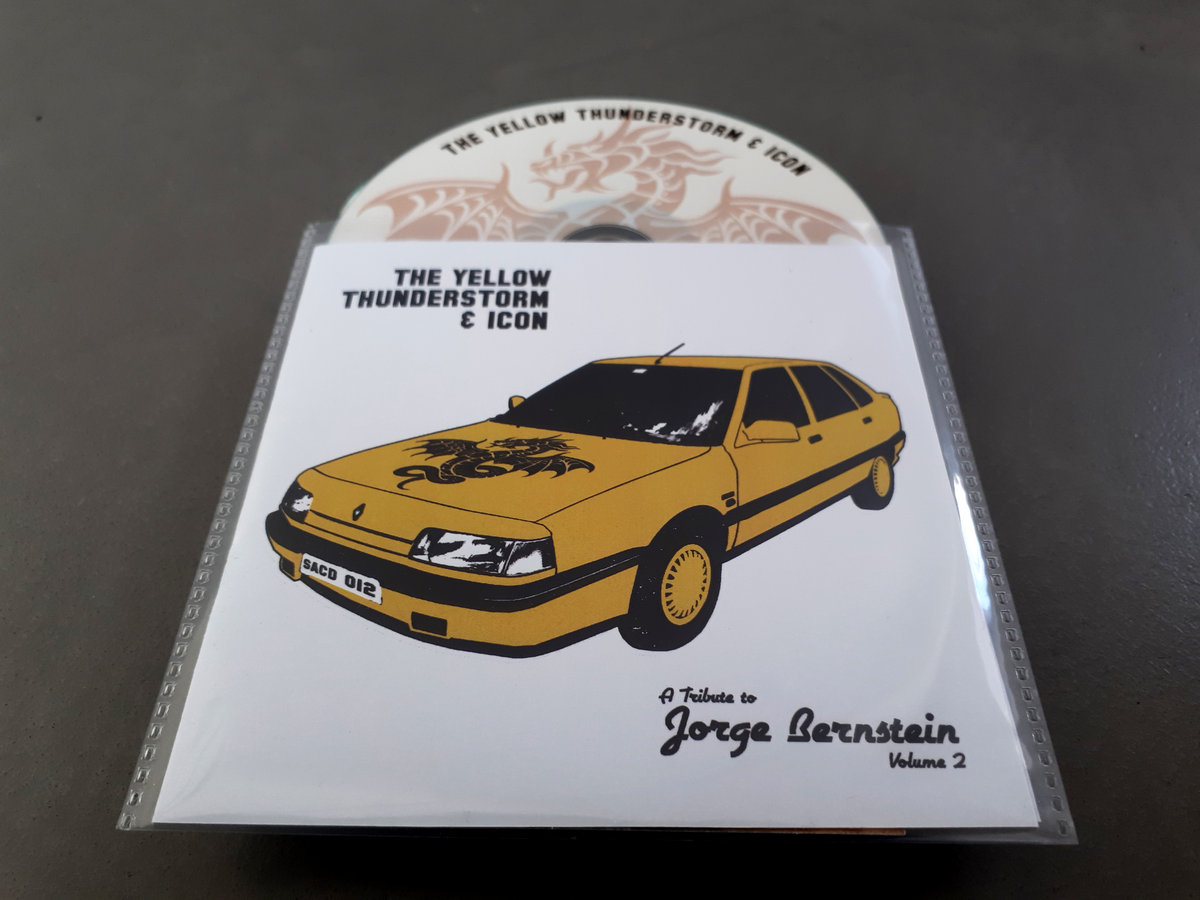 THE YELLOW THUNDERSTORM & ICON
THE YELLOW
THUNDERSTORM
& ICON
SACD 012
A Tribute to
Jorge Bernstein
Volume 2